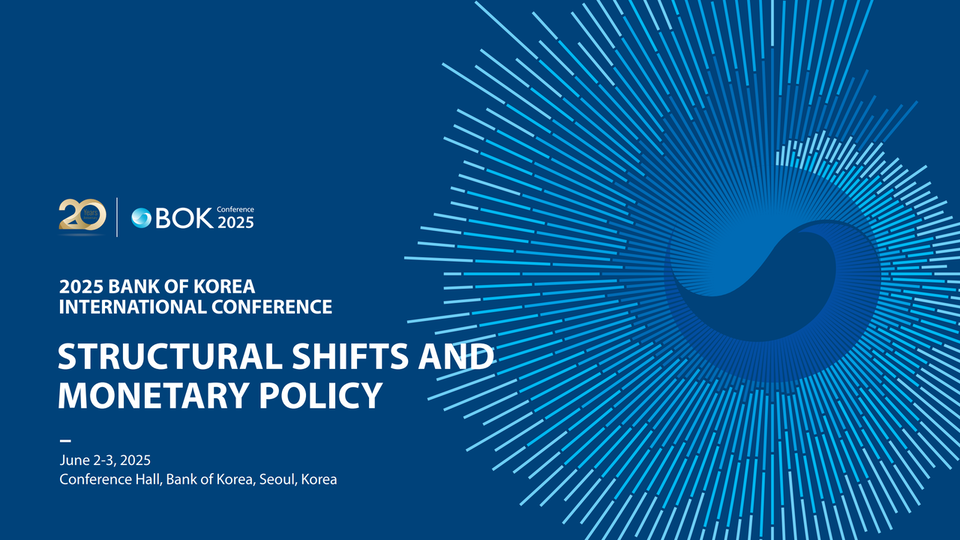 20 Years
BOK Conference 2025
2025 BANK OF KOREA
INTERNATIONAL CONFERENCE
STRUCTURAL SHIFTS AND
MONETARY POLICY
June 2-3, 2025
Conference Hall, Bank of Korea, Seoul, Korea